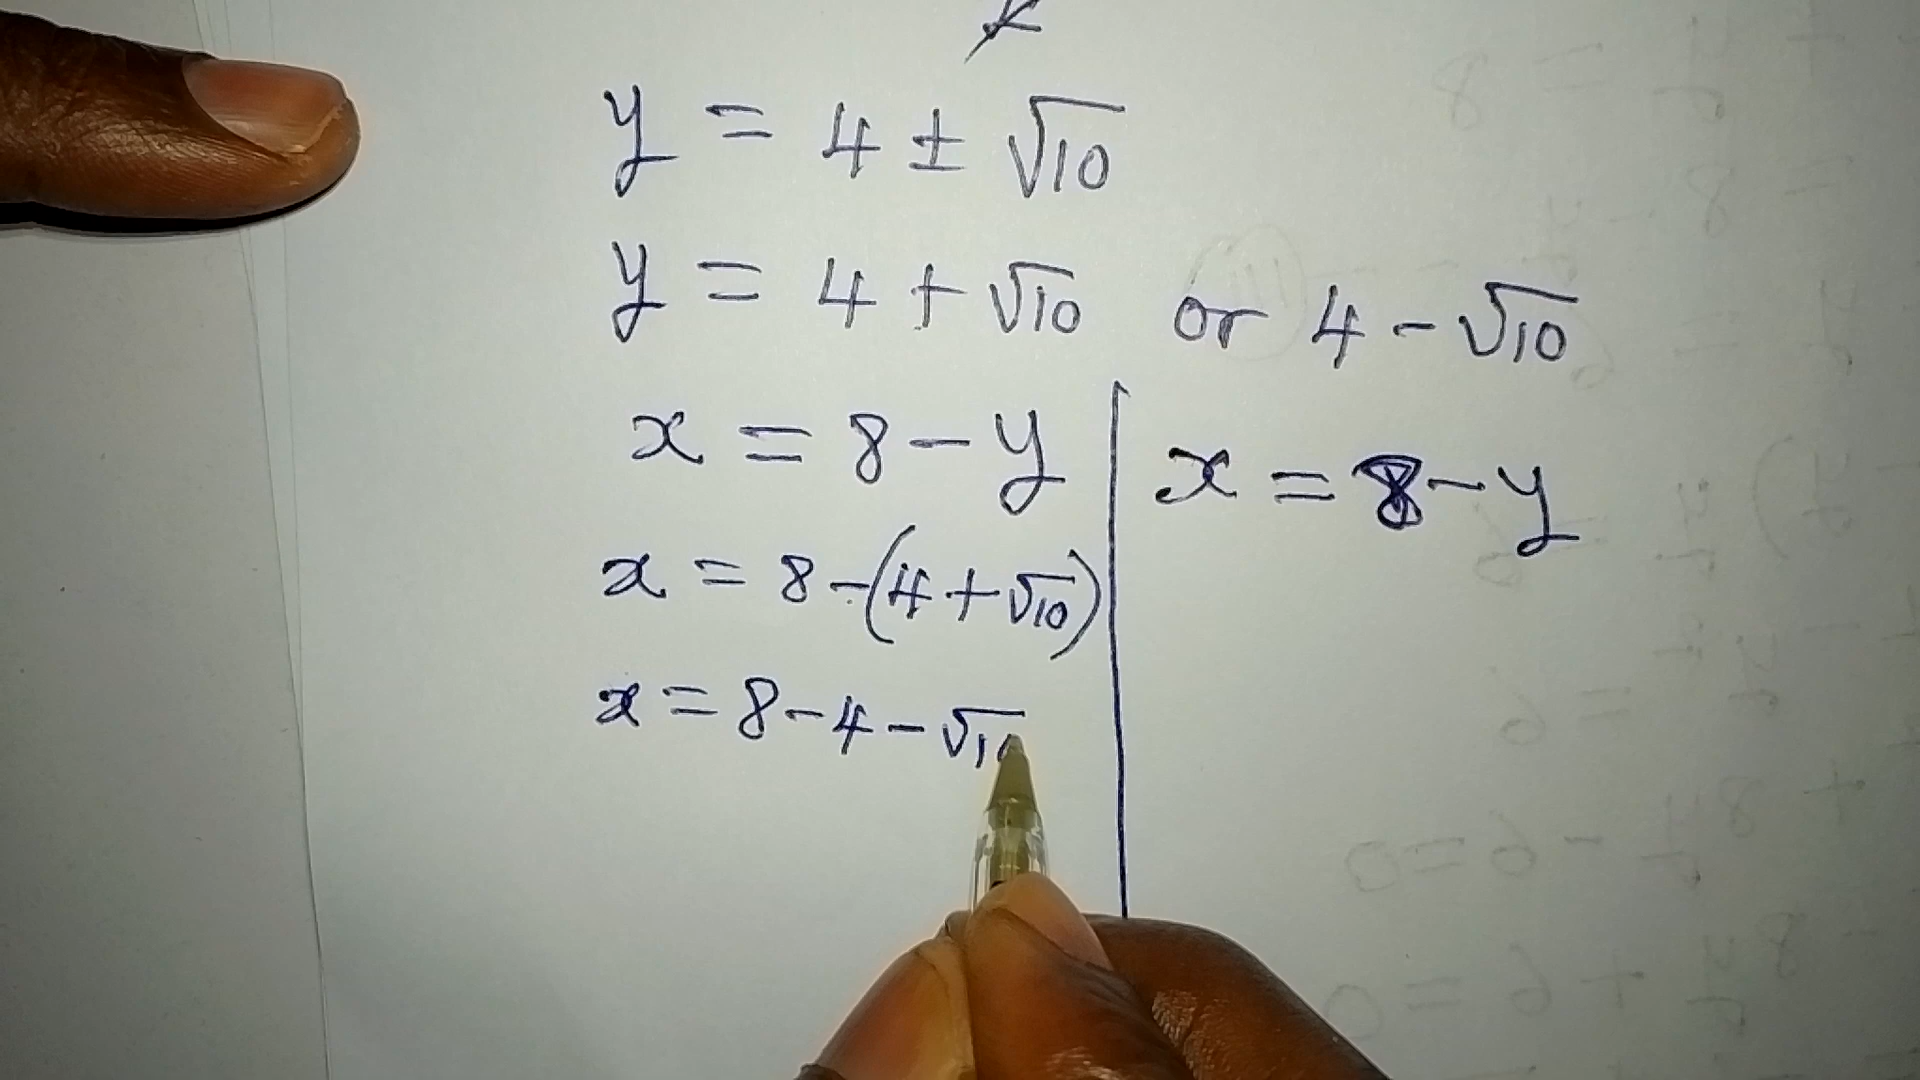 y = 4 ± √10
y = 4 + √10 or 4 - √10
x = 8 - y
x = 8 - (4 + √10)
x = 8 - 4 - √10
x = 8 - y